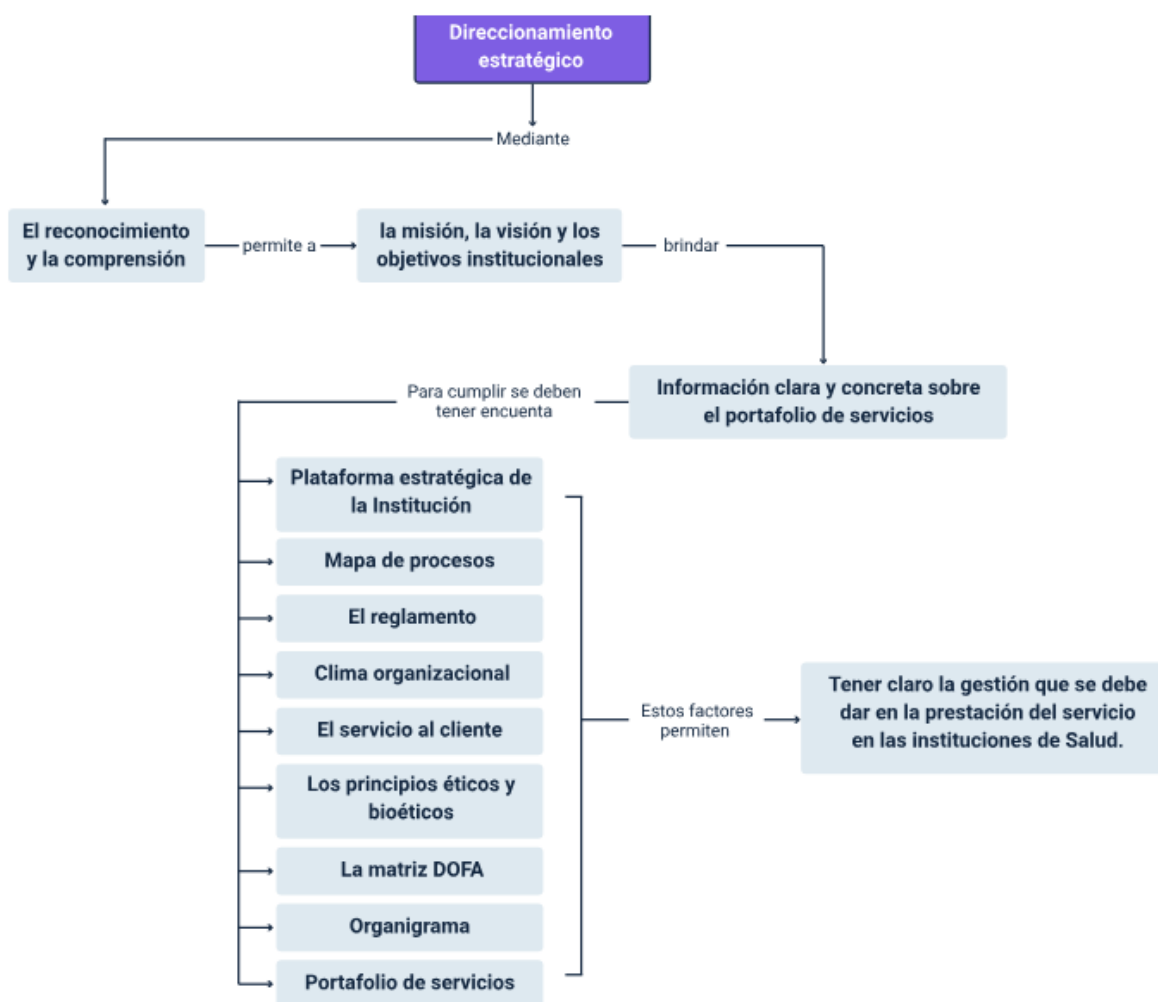 Direccionamiento
estratégico
Mediante
El reconocimiento
y la comprensión
permite a
la misión, la visión y los
objetivos institucionales
brindar
Información clara y concreta sobre
el portafolio de servicios
Para cumplir se deben
tener encuenta
Plataforma estratégica de
la Institución
Mapa de procesos
El reglamento
Clima organizacional
El servicio al cliente
Los principios éticos y
bioéticos
La matriz DOFA
Organigrama
Portafolio de servicios
Estos factores
permiten
Tener claro la gestión que se debe
dar en la prestación del servicio
en las instituciones de Salud.